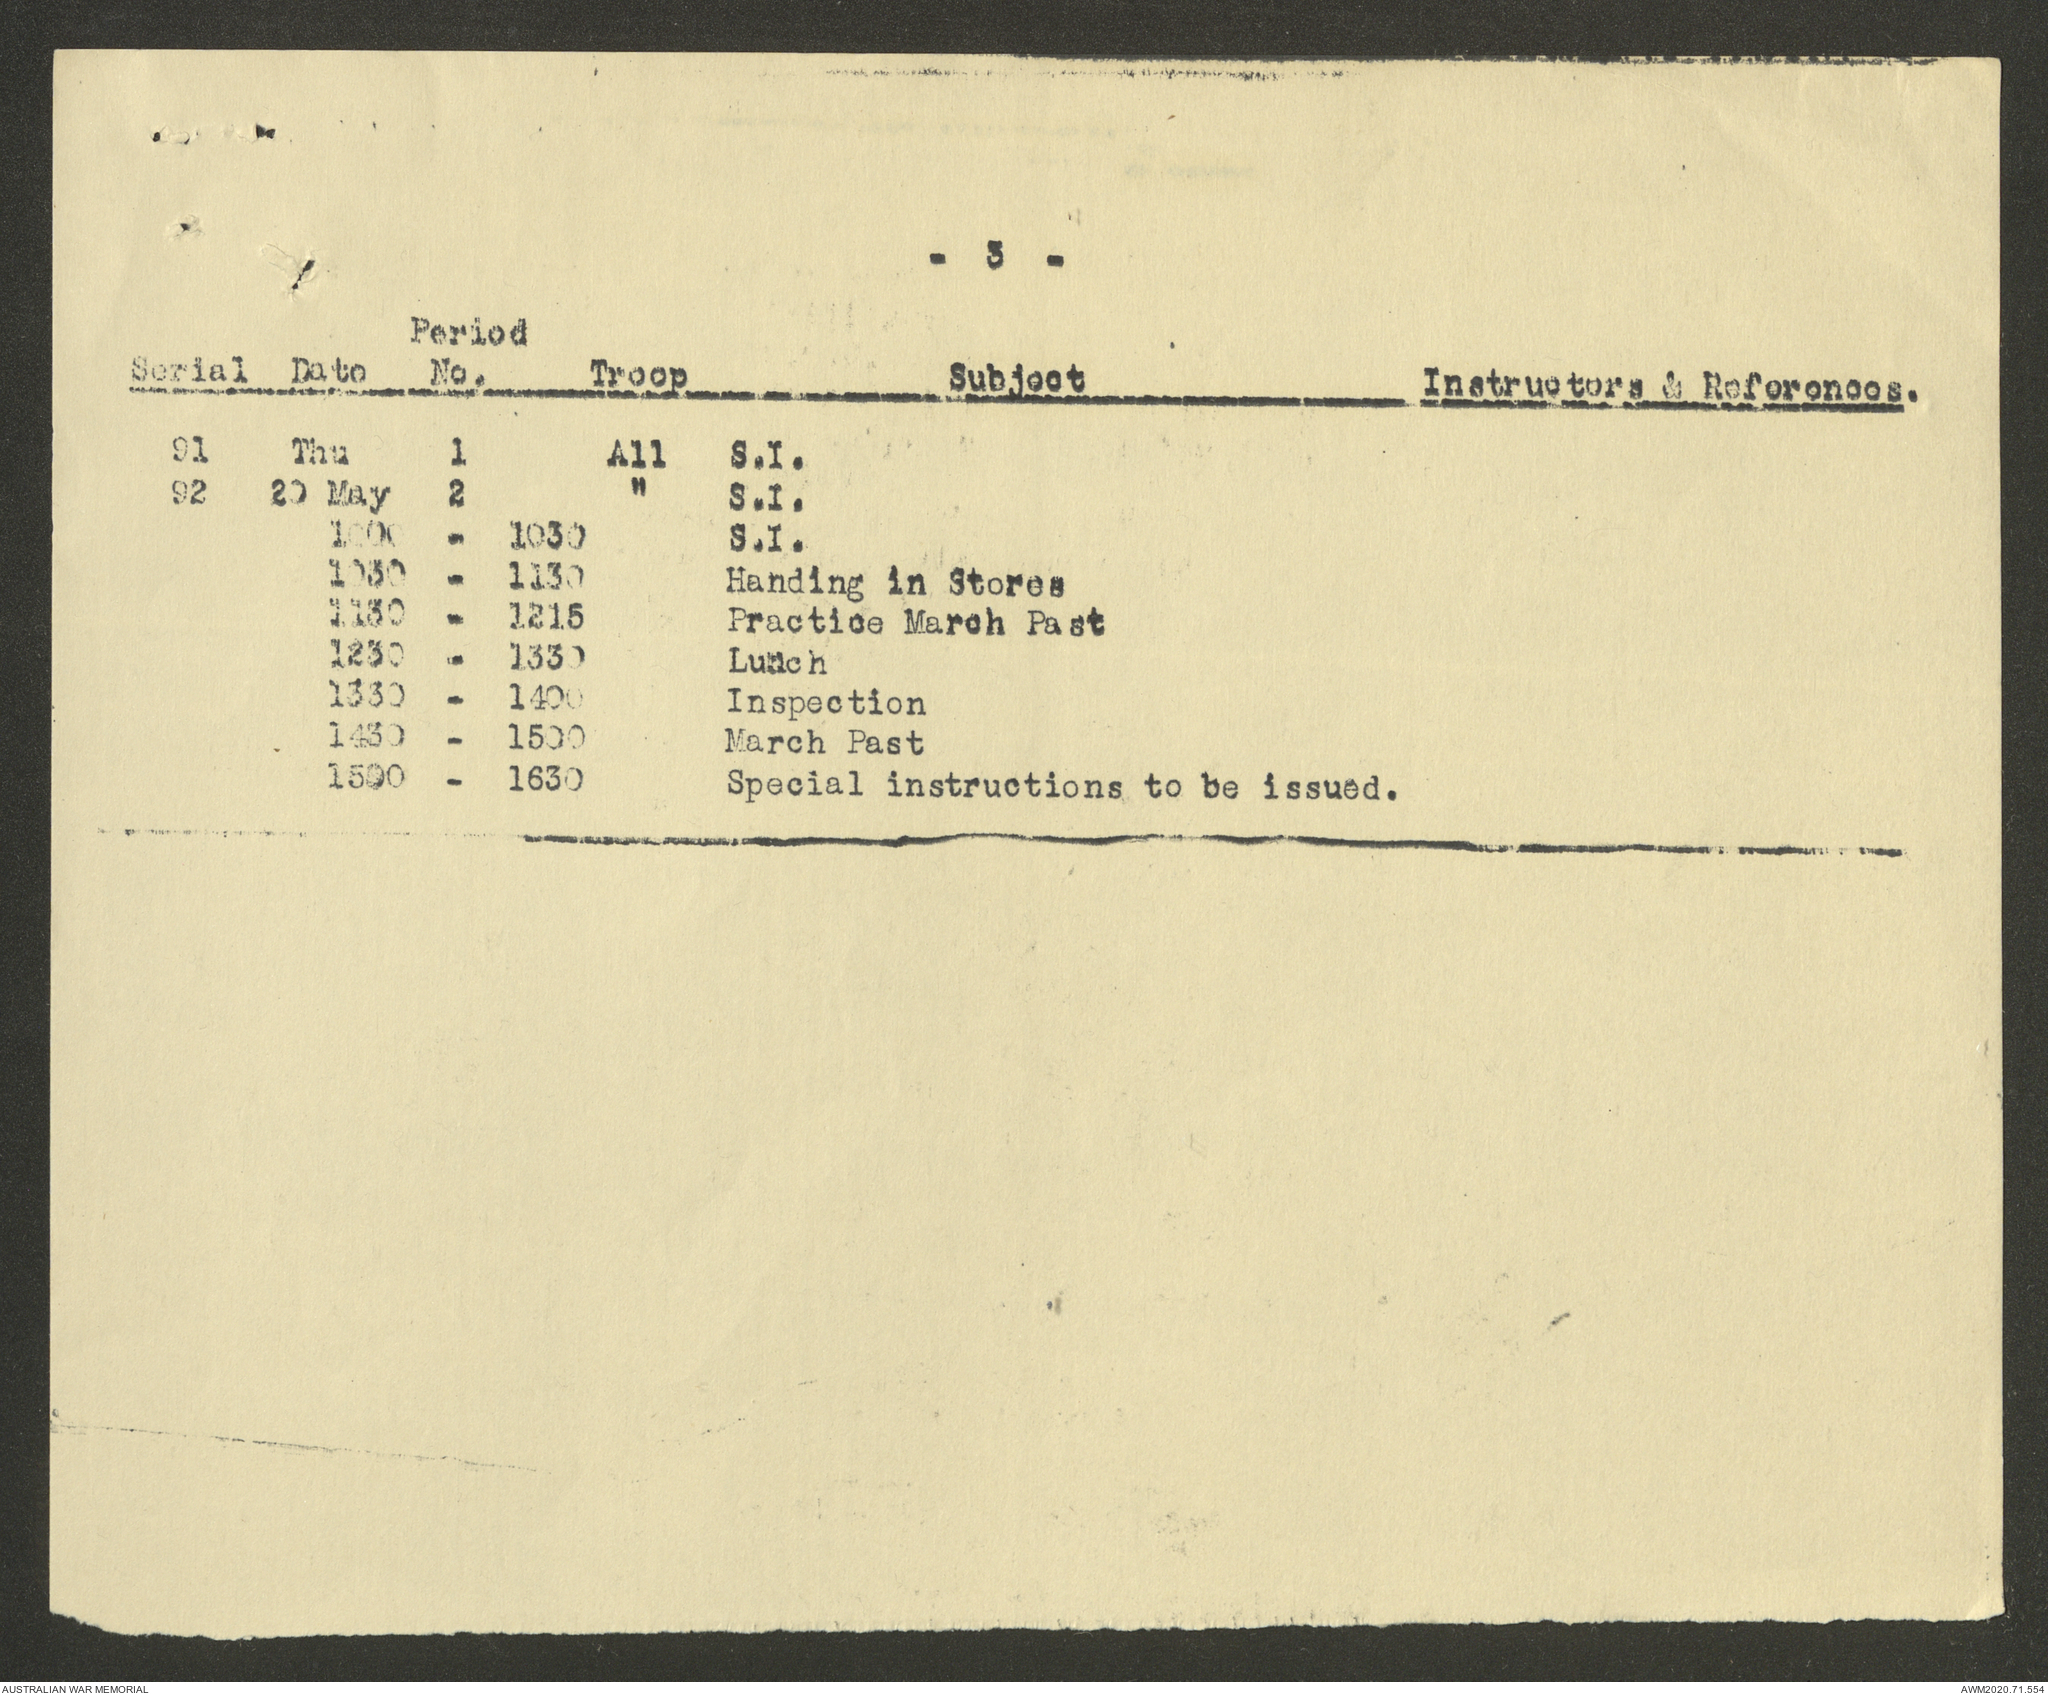 - 3 -
Period
Serial Date No. Troop Subject Instructors & References.
91 Thu 1 All S.I.
92 20 May 2 " S.I.
1000 - 1030 S.I.
1030 - 1130 Handing in Stores
1130 - 1215 Practice March Past
1230 - 1330 Lunch
1330 - 1400 Inspection
1430 - 1500 March Past
1500 - 1630 Special instructions to be issued.
AUSTRALIAN WAR MEMORIAL AWM2020.71.554